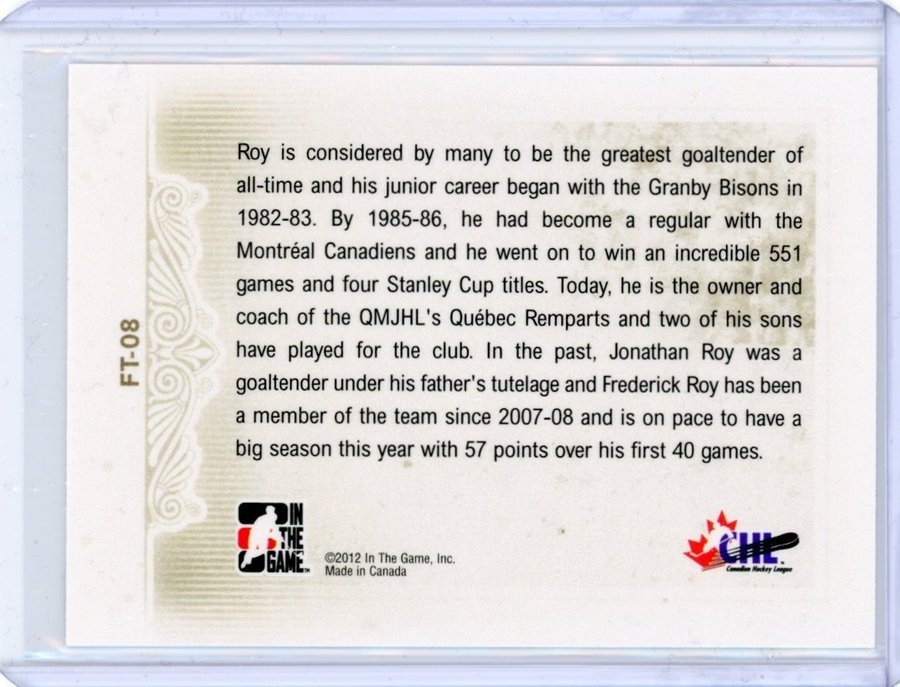 Roy is considered by many to be the greatest goaltender of
all-time and his junior career began with the Granby Bisons in
1982-83. By 1985-86, he had become a regular with the
Montréal Canadiens and he went on to win an incredible 551
games and four Stanley Cup titles. Today, he is the owner and
coach of the QMJHL's Québec Remparts and two of his sons
have played for the club. In the past, Jonathan Roy was a
goaltender under his father's tutelage and Frederick Roy has been
a member of the team since 2007-08 and is on pace to have a
big season this year with 57 points over his first 40 games.
FT-08
IN
THE
GAME™
©2012 In The Game, Inc.
Made in Canada
CHL
Canadian Hockey League